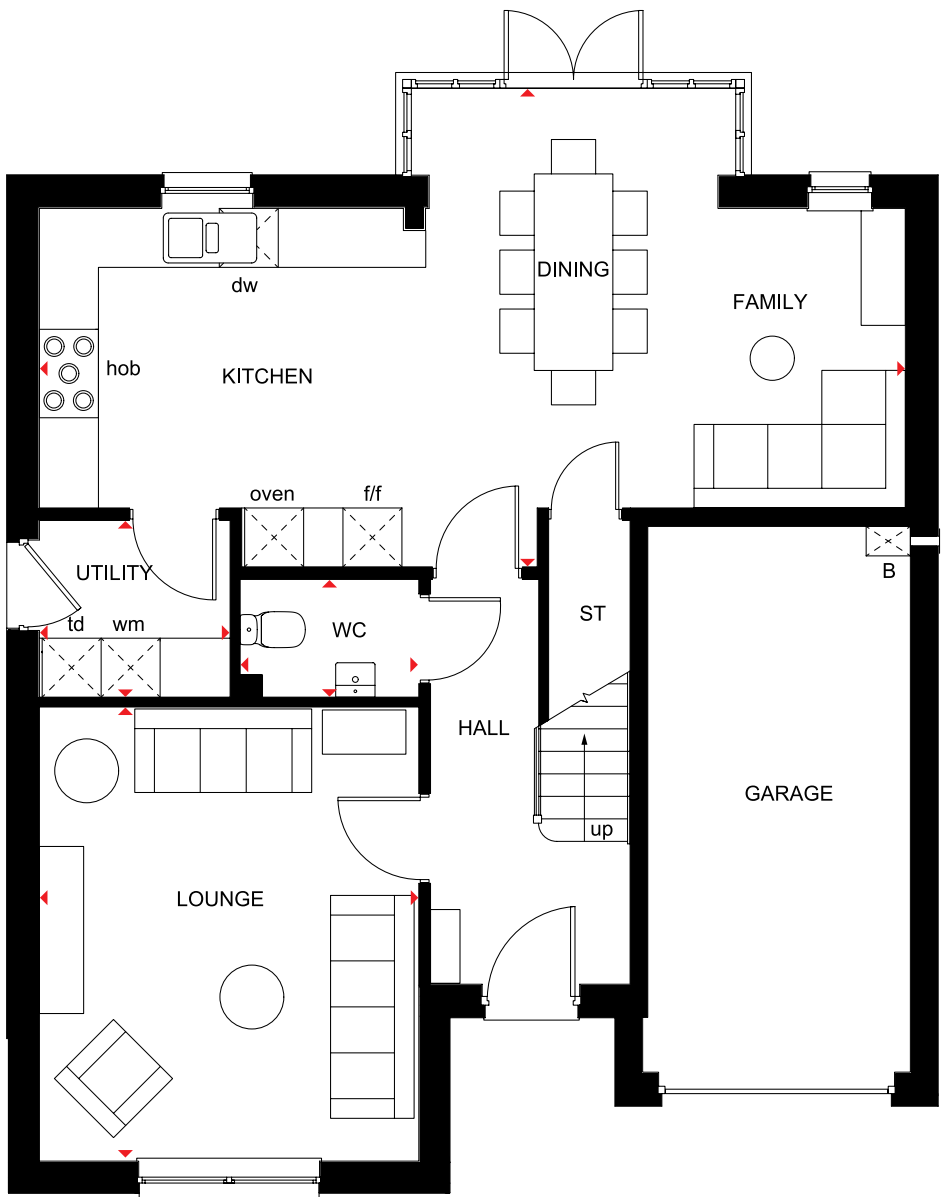 DINING
dw
FAMILY
hob
KITCHEN
oven
f/f
UTILITY
B
ST
td
wm
WC
HALL
GARAGE
up
LOUNGE